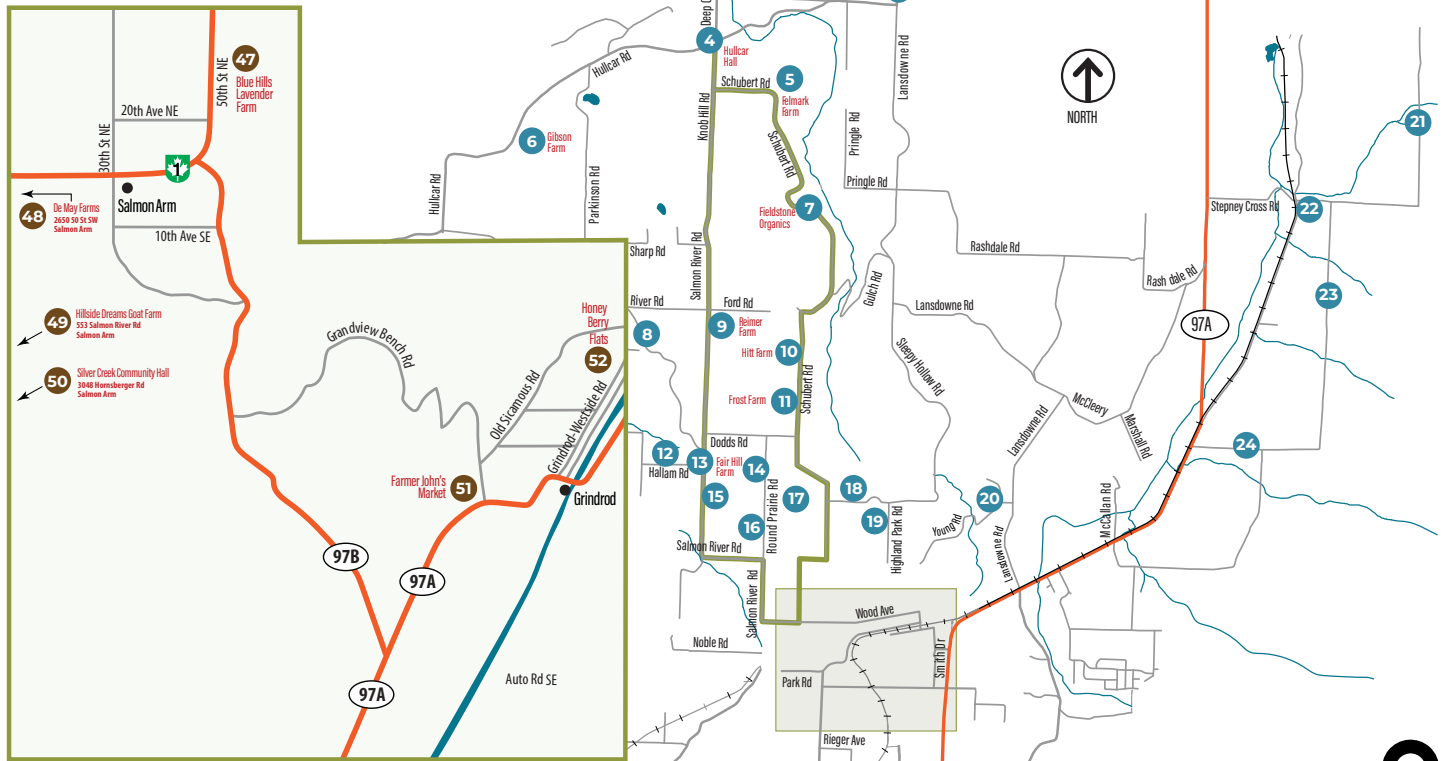 47
Blue Hills
Lavender
Farm
50th St NE
20th Ave NE
30th St NE
1
Salmon Arm
48
De May Farms
2650 50 St SW
Salmon Arm
10th Ave SE
49
Hillside Dreams Goat Farm
553 Salmon River Rd
Salmon Arm
50
Silver Creek Community Hall
3048 Hornsberger Rd
Salmon Arm
Grandview Bench Rd
Honey
Berry
Flats
52
Old Sicamous Rd
Grindrod-Westside Rd
Farmer John's
Market
51
Grindrod
97B
97A
97A
Auto Rd SE
4
Hullcar
Hall
Hullcar Rd
Schubert Rd
5
Felmark
Farm
Knob Hill Rd
6
Gibson
Farm
Schubert Rd
Hullcar Rd
Parkinson Rd
Lansdowne Rd
Pringle Rd
Pringle Rd
NORTH
21
7
Fieldstone
Organics
Stepney Cross Rd
22
Sharp Rd
Salmon River Rd
Rashdale Rd
Rash dale Rd
Gulch Rd
23
River Rd
Ford Rd
Lansdowne Rd
8
9
Reimer
Farm
97A
Hitt Farm
10
Sleepy Hollow Rd
Schubert Rd
Frost Farm
11
McCleery
Marshall Rd
Lansdowne Rd
Dodds Rd
24
12
13
Fair Hill
Farm
14
Hallam Rd
15
Round Prairie Rd
17
18
20
16
19
Highland Park Rd
Young Rd
McCallan Rd
Salmon River Rd
Lansdowne Rd
Salmon River Rd
Wood Ave
Noble Rd
Smith Dr
Park Rd
Rieger Ave